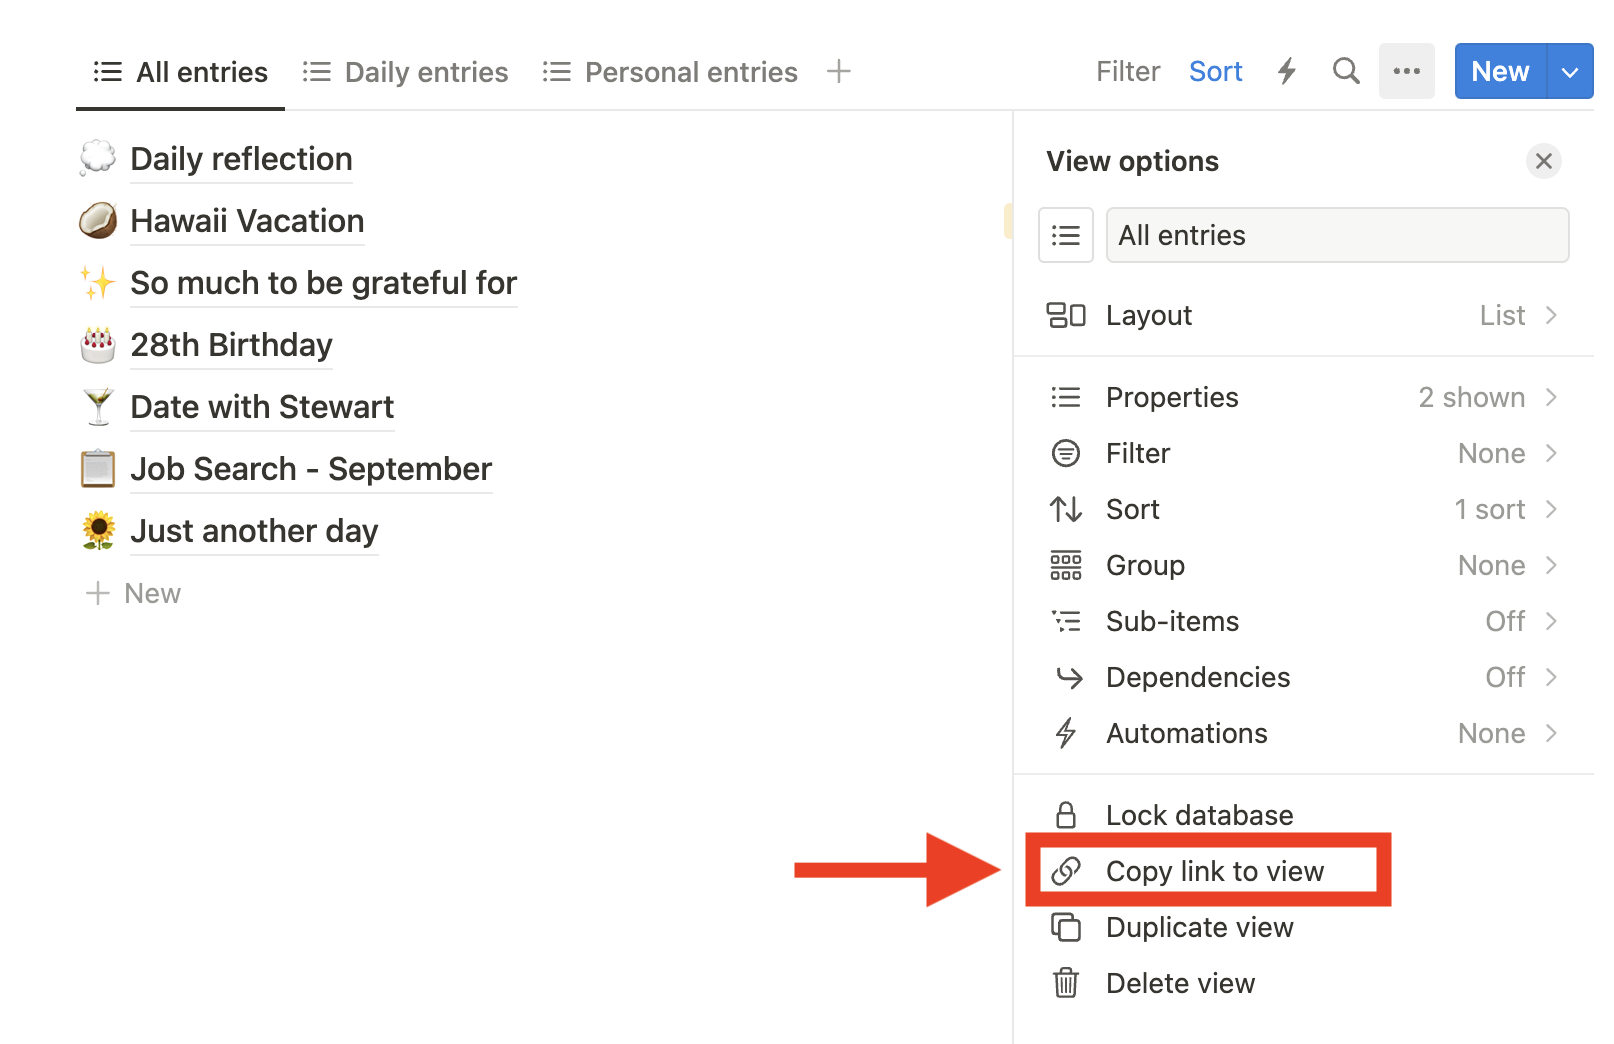 All entries Daily entries Personal entries Filter Sort New
Daily reflection
Hawaii Vacation
So much to be grateful for
28th Birthday
Date with Stewart
Job Search - September
Just another day
New
View options
All entries
Layout List
Properties 2 shown
Filter None
Sort 1 sort
Group None
Sub-items Off
Dependencies Off
Automations None
Lock database
Copy link to view
Duplicate view
Delete view